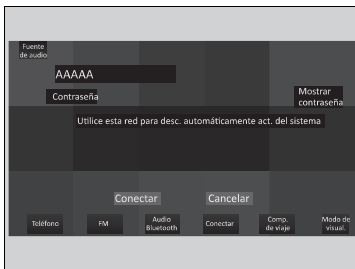 Fuente
de audio
AAAAA
Contraseña
Mostrar
contraseña
Utilice esta red para desc. automáticamente act. del sistema
Conectar
Cancelar
Teléfono
FM
Audio
Bluetooth
Conectar
Comp.
de viaje
Modo de
visual.